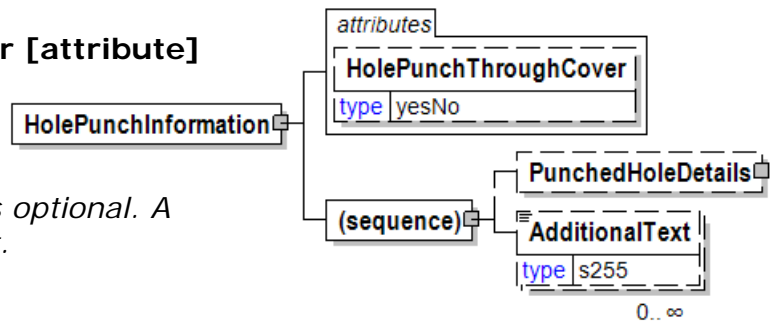 attributes
r [attribute]
HolePunchThroughCover
type yesNo
HolePunchInformation
PunchedHoleDetails
s optional. A
(sequence)
AdditionalText
type s255
0.. ∞